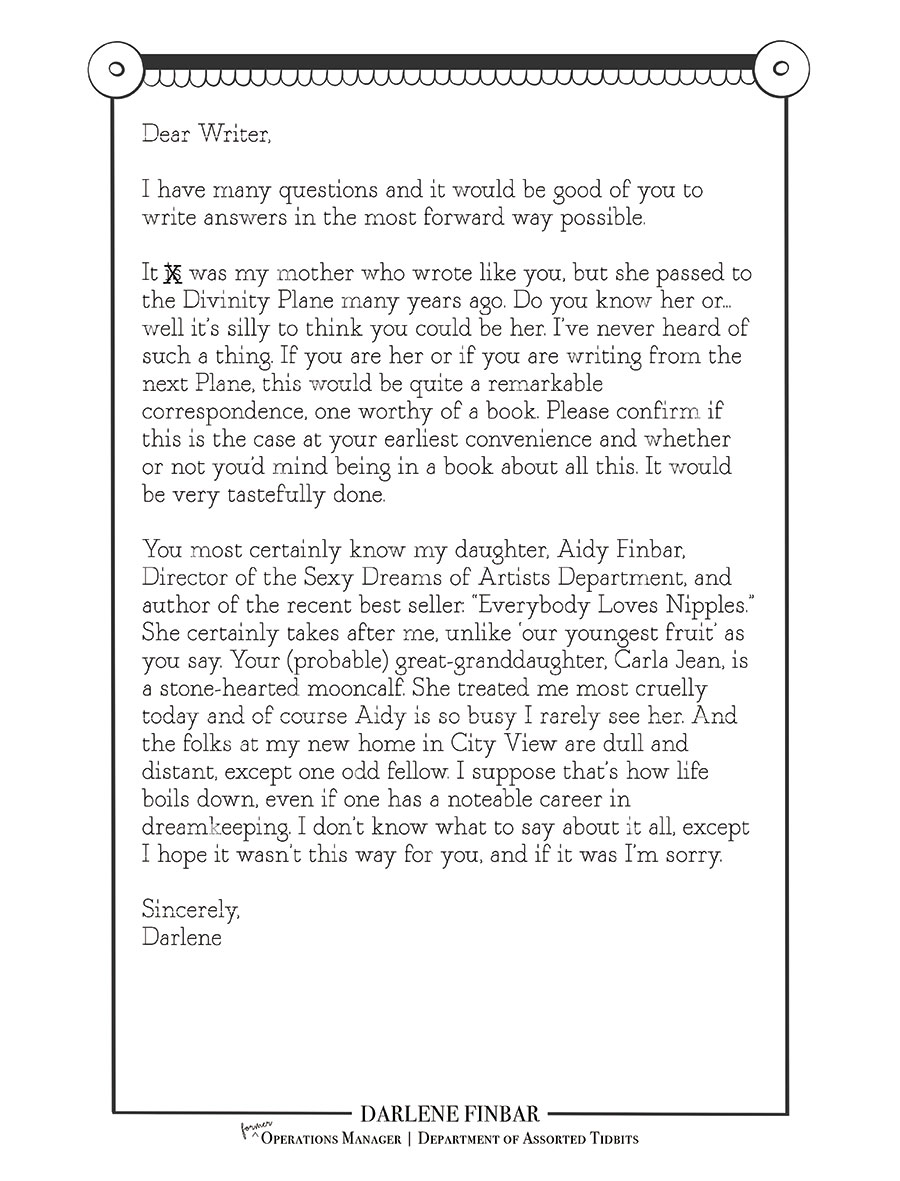 Dear Writer,
I have many questions and it would be good of you to
write answers in the most forward way possible.
It is was my mother who wrote like you, but she passed to
the Divinity Plane many years ago. Do you know her or...
well it's silly to think you could be her. I've never heard of
such a thing. If you are her or if you are writing from the
next Plane, this would be quite a remarkable
correspondence, one worthy of a book. Please confirm if
this is the case at your earliest convenience and whether
or not you'd mind being in a book about all this. It would
be very tastefully done.
You most certainly know my daughter, Aidy Finbar,
Director of the Sexy Dreams of Artists Department, and
author of the recent best seller: "Everybody Loves Nipples."
She certainly takes after me, unlike 'our youngest fruit' as
you say. Your (probable) great-granddaughter, Carla Jean, is
a stone-hearted mooncalf. She treated me most cruelly
today and of course Aidy is so busy I rarely see her. And
the folks at my new home in City View are dull and
distant, except one odd fellow. I suppose that's how life
boils down, even if one has a noteable career in
dreamkeeping. I don't know what to say about it all, except
I hope it wasn't this way for you, and if it was I'm sorry.
Sincerely,
Darlene
DARLENE FINBAR
former
OPERATIONS MANAGER | DEPARTMENT OF ASSORTED TIDBITS